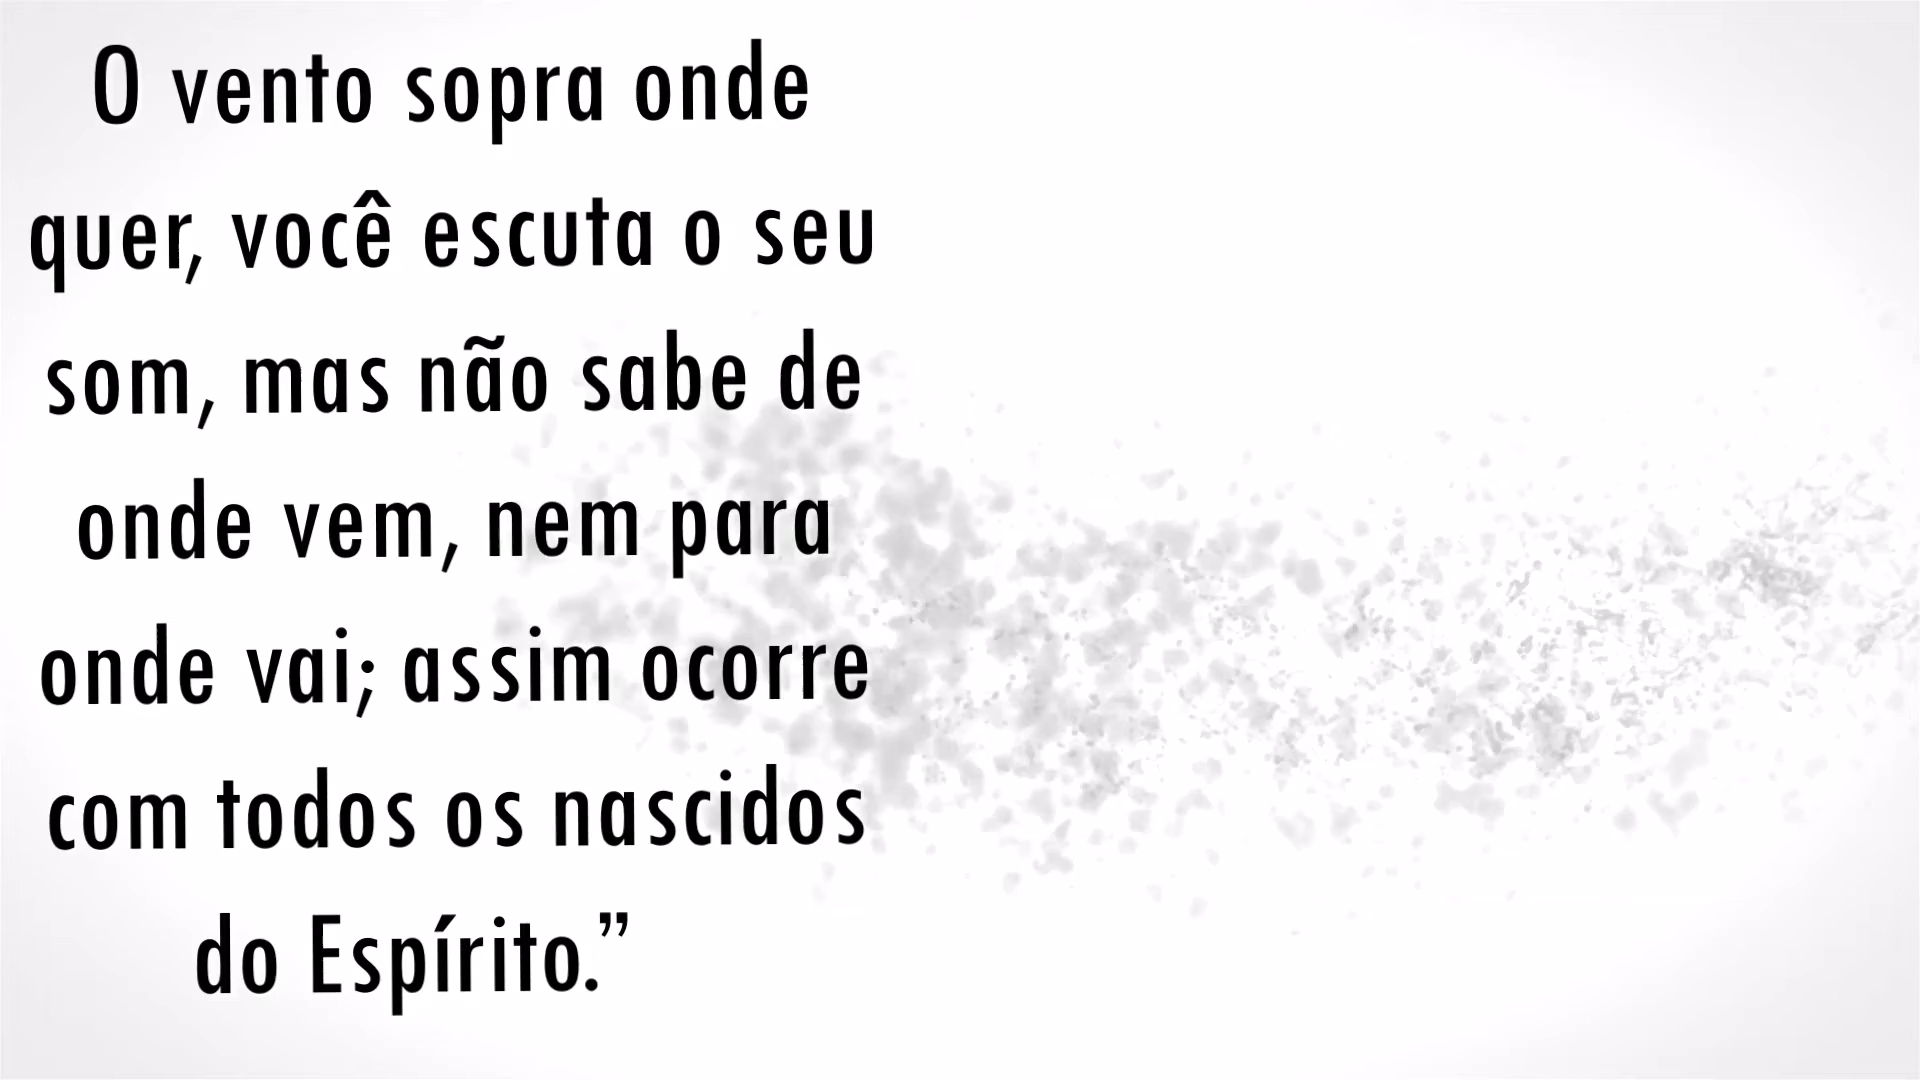 O vento sopra onde
quer, você escuta o seu
som, mas não sabe de
onde vem, nem para
onde vai; assim ocorre
com todos os nascidos
do Espírito.”